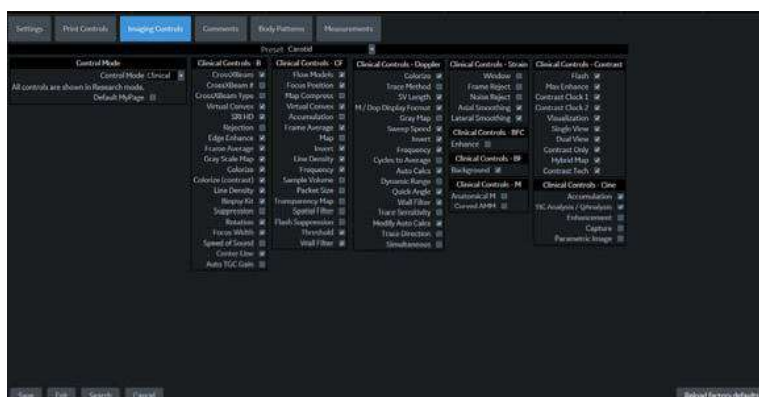 Settings
Print Controls
Imaging Controls
Comments
Body Patterns
Measurements
Preset Carotid
Control Mode
Control Mode Clinical
All controls are shown in Research mode.
Default MyPage
Clinical Controls - B
CrossXBeam
CrossXBeam #
CrossXBeam Type
Virtual Convex
SRI HD
Rejection
Edge Enhance
Frame Average
Gray Scale Map
Colorize
Colorize (contrast)
Line Density
Biopsy Kit
Suppression
Rotation
Focus Width
Speed of Sound
Center Line
Auto TGC Gain
Clinical Controls - CF
Flow Models
Focus Position
Map Compress
Virtual Convex
Accumulation
Frame Average
Map
Invert
Line Density
Frequency
Sample Volume
Packet Size
Transparency Map
Spatial Filter
Flash Suppression
Threshold
Wall Filter
Clinical Controls - Doppler
Colorize
Trace Method
SV Length
M / Dop Display Format
Gray Map
Sweep Speed
Invert
Frequency
Cycles to Average
Auto Calcs
Dynamic Range
Quick Angle
Wall Filter
Trace Sensitivity
Modify Auto Calcs
Trace Direction
Simultaneous
Clinical Controls - Strain
Window
Frame Reject
Noise Reject
Axial Smoothing
Lateral Smoothing
Clinical Controls - BFC
Enhance
Clinical Controls - BF
Background
Clinical Controls - M
Anatomical M
Curved AMM
Clinical Controls - Contrast
Flash
Max Enhance
Contrast Clock 1
Contrast Clock 2
Visualization
Single View
Dual View
Contrast Only
Hybrid Map
Contrast Tech
Clinical Controls - Cine
Accumulation
TIC Analysis / QAnalysis
Enhancement
Capture
Parametric Image
Save
Exit
Search
Cancel
Reload factory defaults